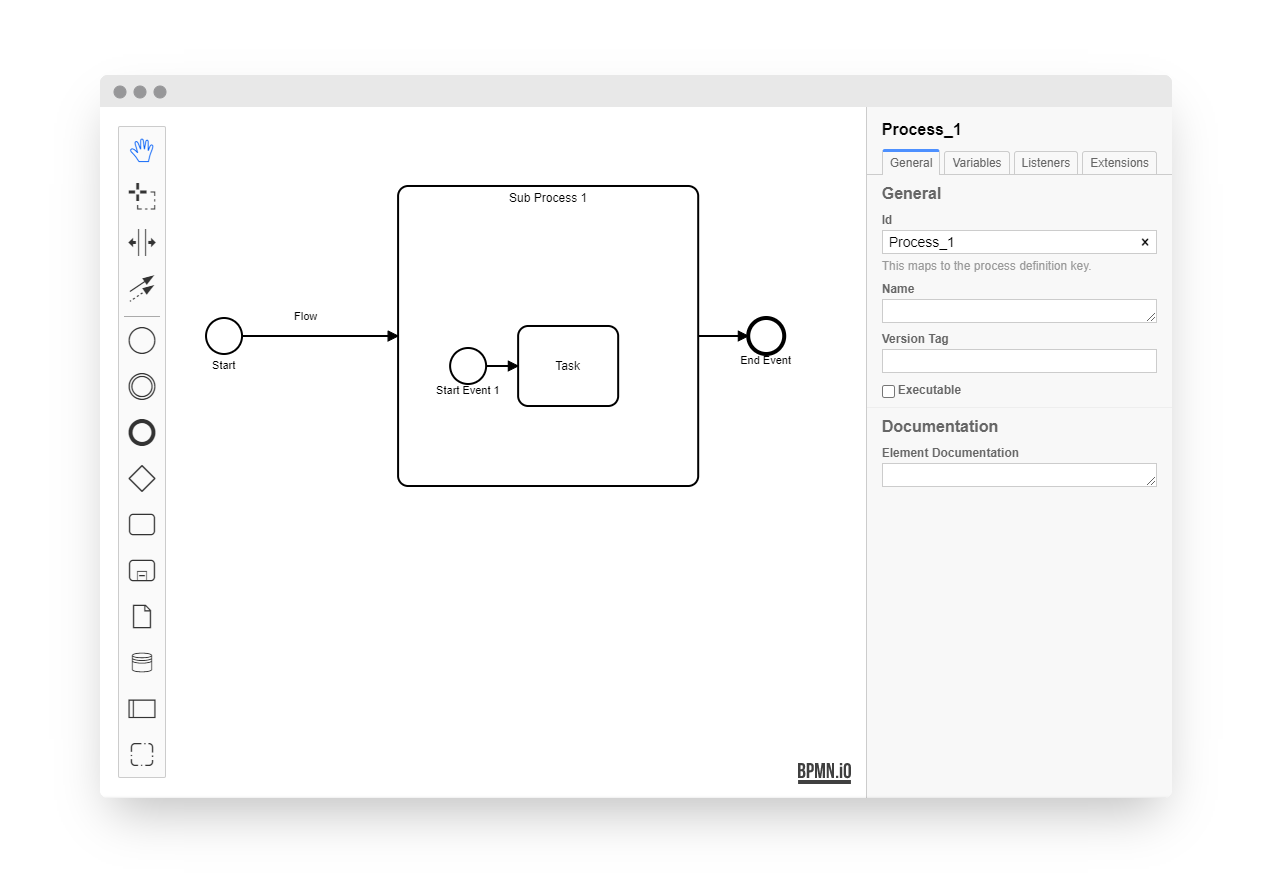 Sub Process 1
Flow
Start
Start Event 1
Task
End Event
BPMN.iO
Process_1
General
Variables
Listeners
Extensions
General
Id
Process_1
This maps to the process definition key.
Name
Version Tag
Executable
Documentation
Element Documentation